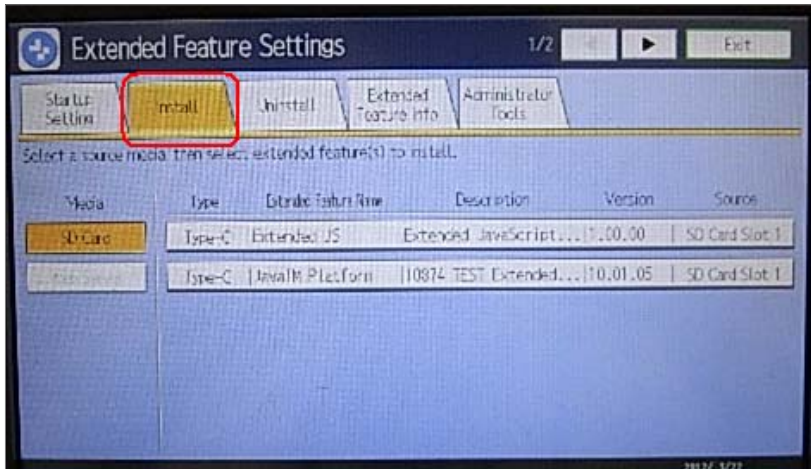 Extended Feature Settings 1/2 Exit
Startup Setting Install Uninstall Extended Feature Info Administrator Tools
Select a source media, then select extended feature(s) to install.
Media Type Extended Feature Name Description Version Source
SD Card Type-C Extended JS Extended JavaScript... 1.00.00 SD Card Slot 1
Type-C JavaTM Platform 10874 TEST Extended... 10.01.05 SD Card Slot 1